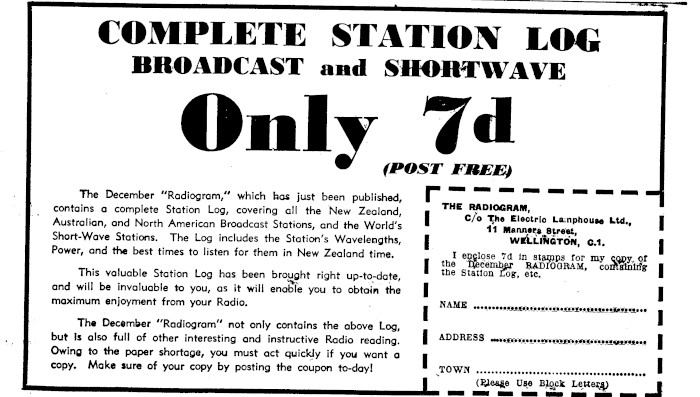 COMPLETE STATION LOG
BROADCAST and SHORTWAVE
Only 7d
(POST FREE)
The December "Radiogram," which has just been published,
contains a complete Station Log, covering all the New Zealand,
Australian, and North American Broadcast Stations, and the World's
Short-Wave Stations. The Log includes the Station's Wavelengths,
Power, and the best times to listen for them in New Zealand time.
This valuable Station Log has been brought right up-to-date,
and will be invaluable to you, as it will enable you to obtain the
maximum enjoyment from your Radio.
The December "Radiogram" not only contains the above Log,
but is also full of other interesting and instructive Radio reading.
Owing to the paper shortage, you must act quickly if you want a
copy. Make sure of your copy by posting the coupon to-day!
THE RADIOGRAM,
C/o The Electric Lamphouse Ltd.,
11 Manners Street,
WELLINGTON, C.1.
I enclose 7d in stamps for my copy of
the December RADIOGRAM, containing
the Station Log, etc.
NAME ..................................................
ADDRESS ..............................................
TOWN ..................................................
(Please Use Block Letters)